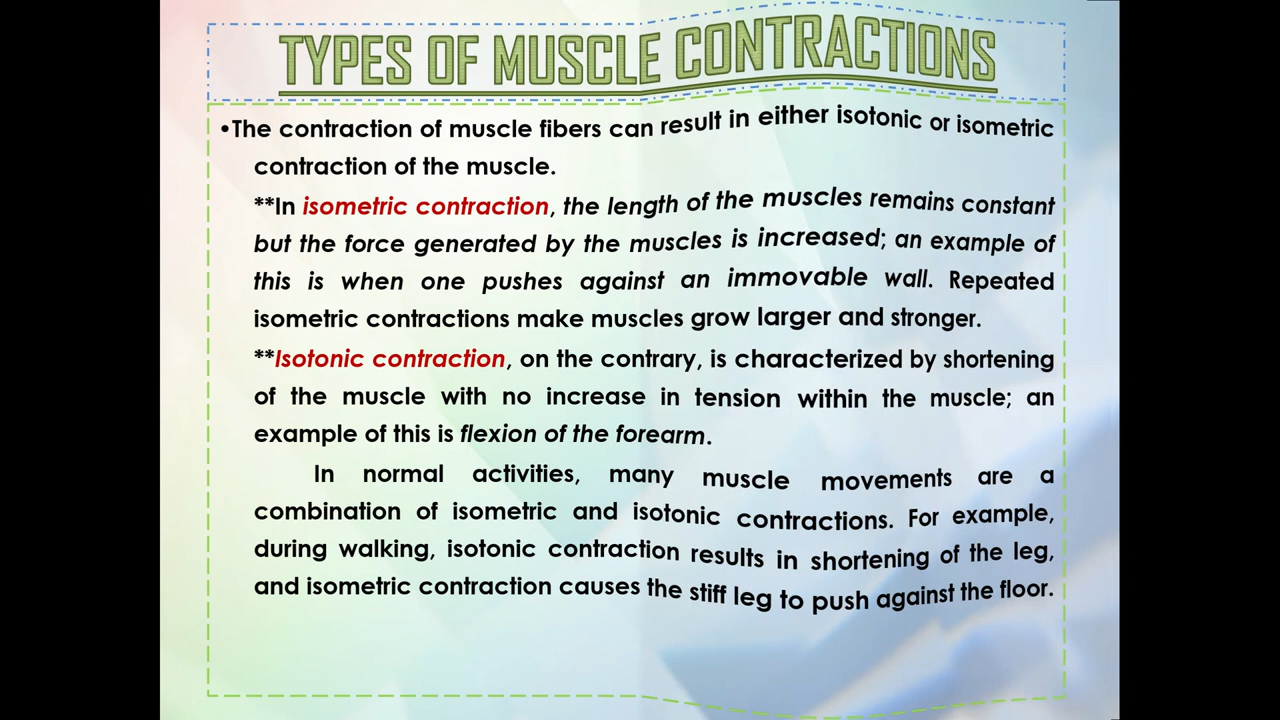 TYPES OF MUSCLE CONTRACTIONS
•The contraction of muscle fibers can result in either isotonic or isometric
contraction of the muscle.
**In isometric contraction, the length of the muscles remains constant
but the force generated by the muscles is increased; an example of
this is when one pushes against an immovable wall. Repeated
isometric contractions make muscles grow larger and stronger.
**Isotonic contraction, on the contrary, is characterized by shortening
of the muscle with no increase in tension within the muscle; an
example of this is flexion of the forearm.
In normal activities, many muscle movements are a
combination of isometric and isotonic contractions. For example,
during walking, isotonic contraction results in shortening of the leg,
and isometric contraction causes the stiff leg to push against the floor.